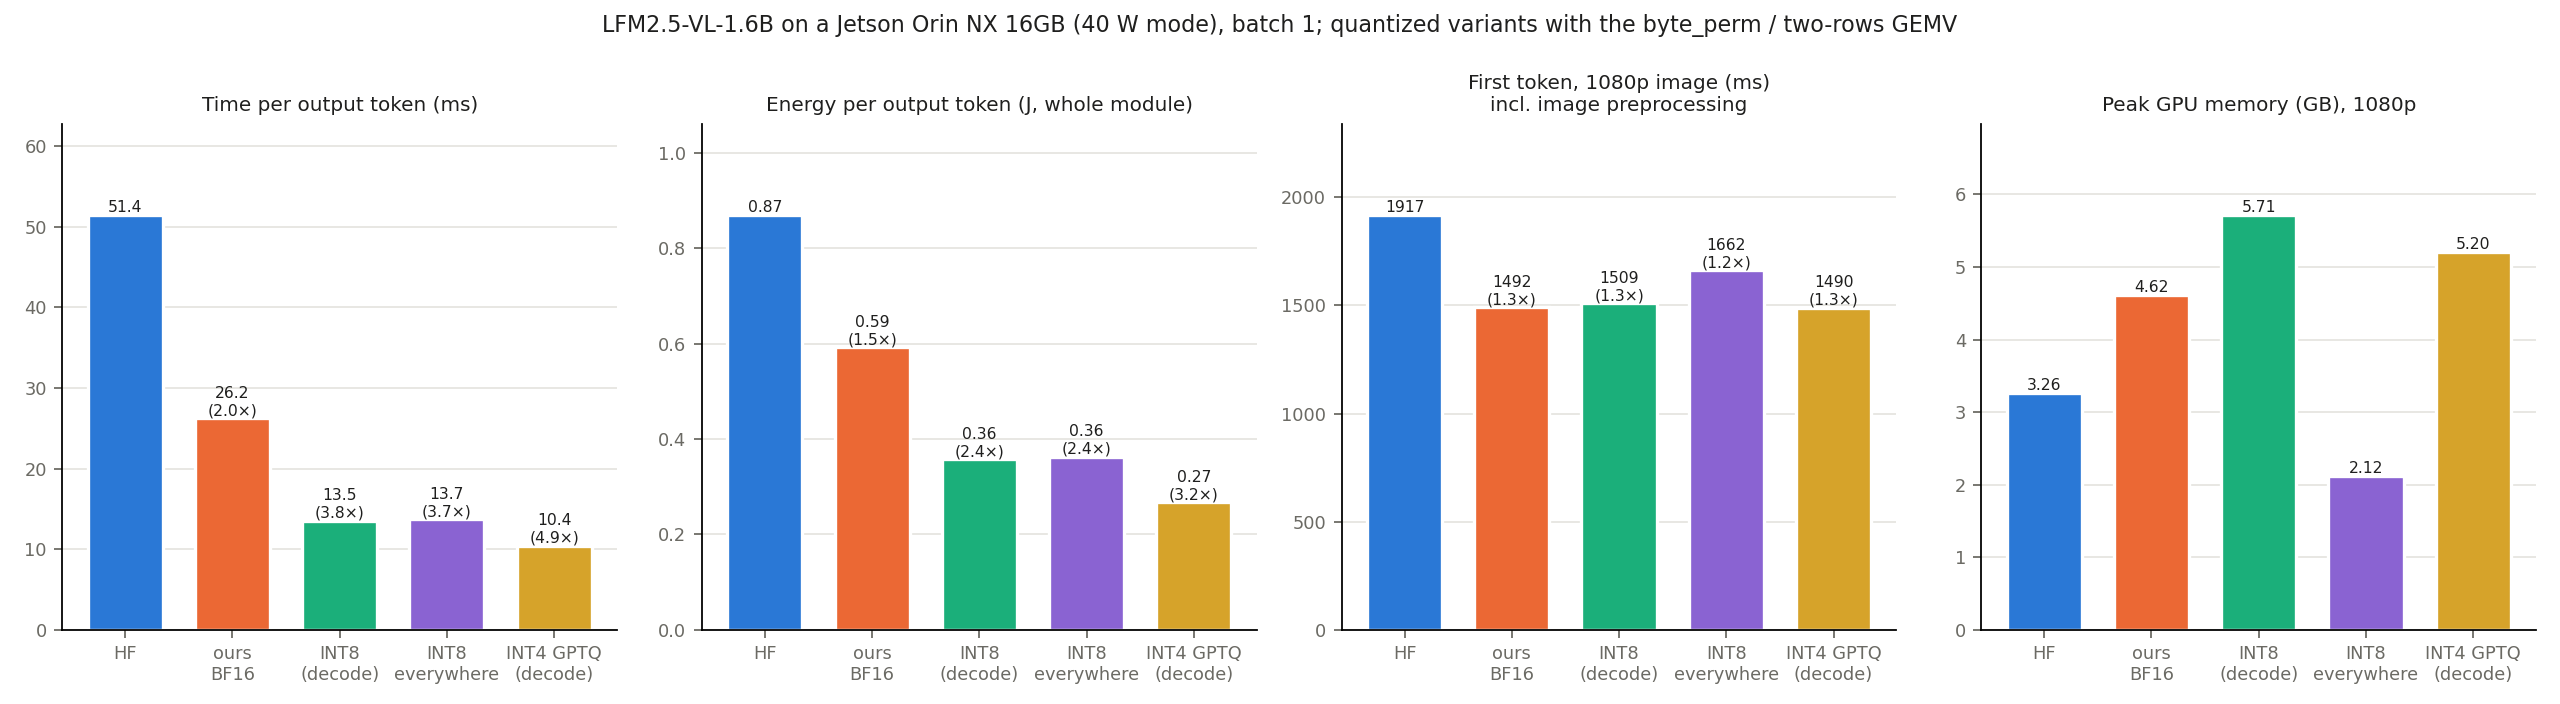 LFM2.5-VL-1.6B on a Jetson Orin NX 16GB (40 W mode), batch 1; quantized variants with the byte_perm / two-rows GEMV
Time per output token (ms)
60
50
40
30
20
10
0
51.4
26.2
(2.0×)
13.5
(3.8×)
13.7
(3.7×)
10.4
(4.9×)
HF
ours
BF16
INT8
(decode)
INT8
everywhere
INT4 GPTQ
(decode)
Energy per output token (J, whole module)
1.0
0.8
0.6
0.4
0.2
0.0
0.87
0.59
(1.5×)
0.36
(2.4×)
0.36
(2.4×)
0.27
(3.2×)
HF
ours
BF16
INT8
(decode)
INT8
everywhere
INT4 GPTQ
(decode)
First token, 1080p image (ms)
incl. image preprocessing
2000
1500
1000
500
0
1917
1492
(1.3×)
1509
(1.3×)
1662
(1.2×)
1490
(1.3×)
HF
ours
BF16
INT8
(decode)
INT8
everywhere
INT4 GPTQ
(decode)
Peak GPU memory (GB), 1080p
6
5
4
3
2
1
0
3.26
4.62
5.71
2.12
5.20
HF
ours
BF16
INT8
(decode)
INT8
everywhere
INT4 GPTQ
(decode)